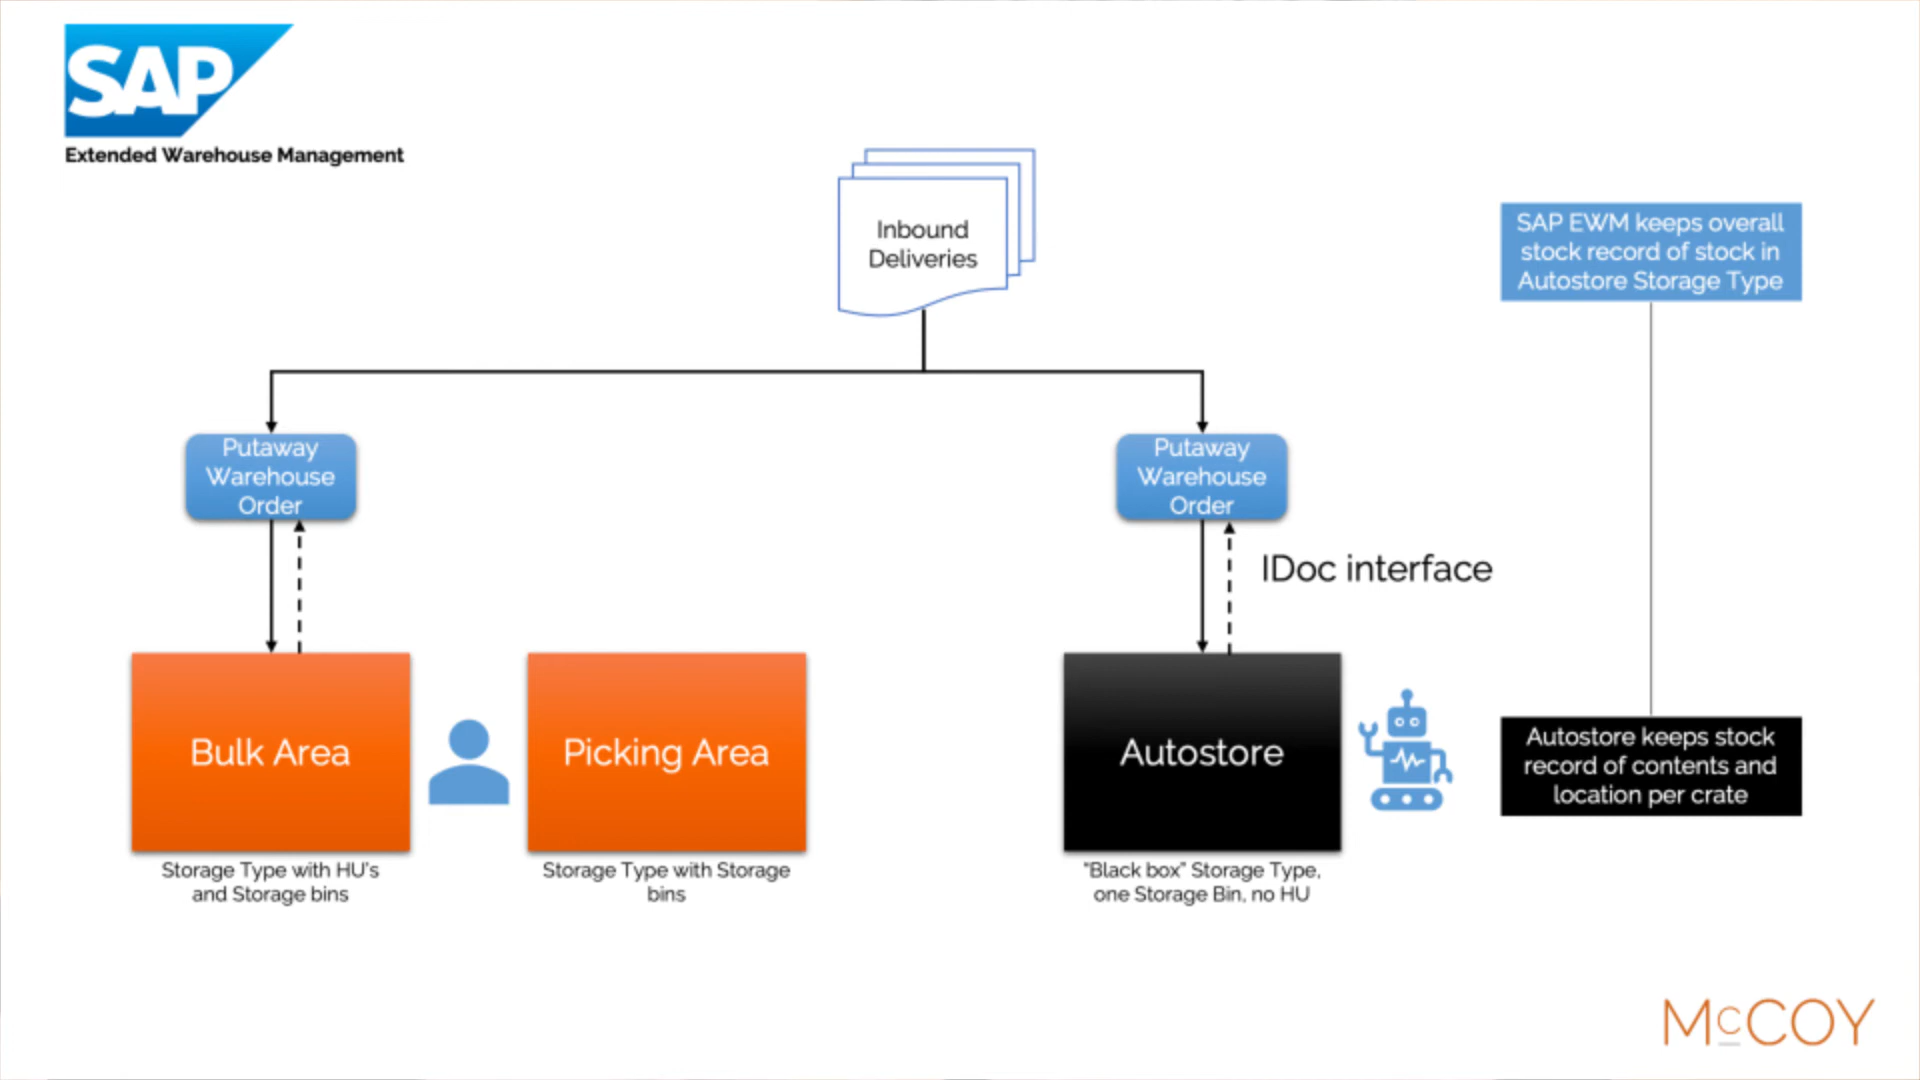 SAP
Extended Warehouse Management
Inbound
Deliveries
SAP EWM keeps overall
stock record of stock in
Autostore Storage Type
Putaway
Warehouse
Order
Putaway
Warehouse
Order
IDoc interface
Bulk Area
Picking Area
Autostore
Autostore keeps stock
record of contents and
location per crate
Storage Type with HU's
and Storage bins
Storage Type with Storage
bins
"Black box" Storage Type,
one Storage Bin, no HU
McCOY